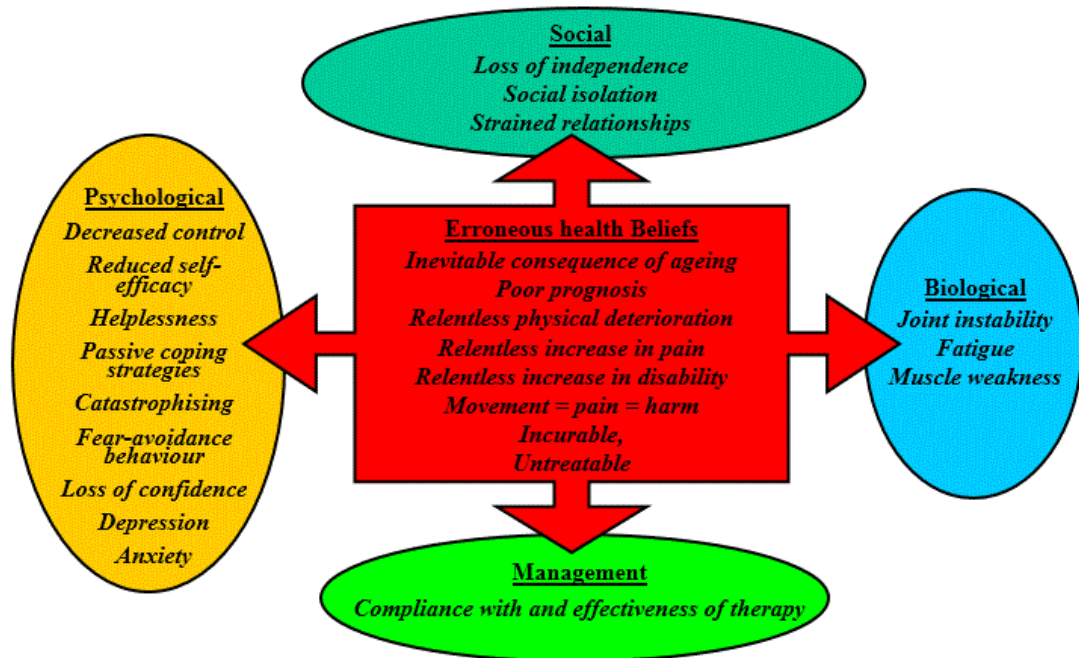 Social
Loss of independence
Social isolation
Strained relationships
Psychological
Decreased control
Reduced self-
efficacy
Helplessness
Passive coping
strategies
Catastrophising
Fear-avoidance
behaviour
Loss of confidence
Depression
Anxiety
Erroneous health Beliefs
Inevitable consequence of ageing
Poor prognosis
Relentless physical deterioration
Relentless increase in pain
Relentless increase in disability
Movement = pain = harm
Incurable,
Untreatable
Biological
Joint instability
Fatigue
Muscle weakness
Management
Compliance with and effectiveness of therapy